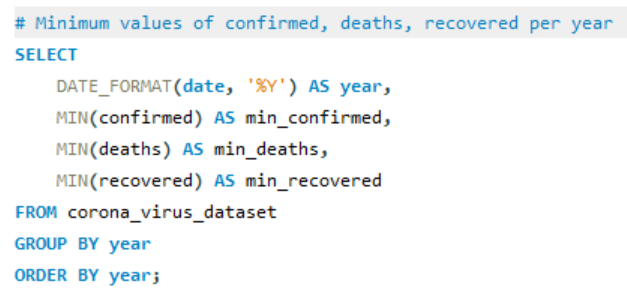 # Minimum values of confirmed, deaths, recovered per year
SELECT
    DATE_FORMAT(date, '%Y') AS year,
    MIN(confirmed) AS min_confirmed,
    MIN(deaths) AS min_deaths,
    MIN(recovered) AS min_recovered
FROM corona_virus_dataset
GROUP BY year
ORDER BY year;